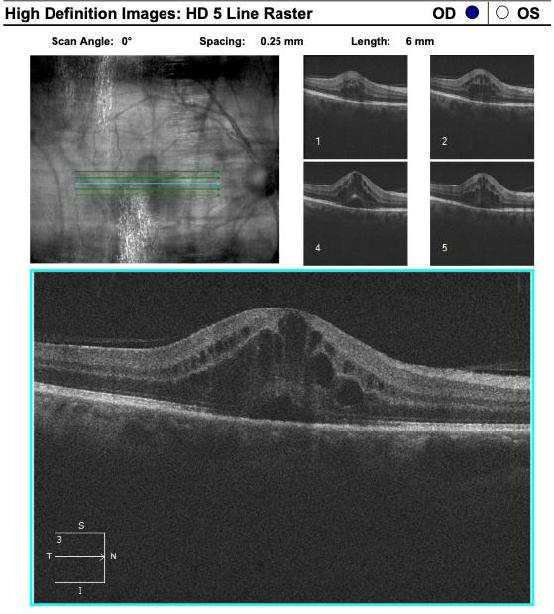 High Definition Images: HD 5 Line Raster OD OS
Scan Angle: 0° Spacing: 0.25 mm Length: 6 mm
1 2
4 5
S
3
T N
I